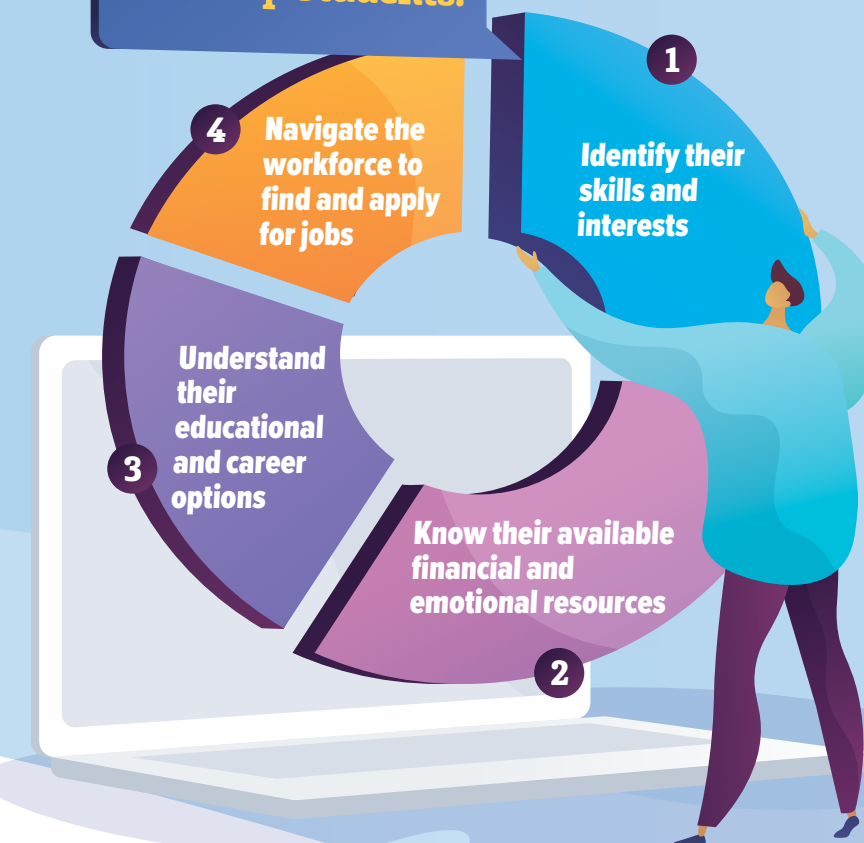 Students:
1
Identify their
skills and
interests
2
Know their available
financial and
emotional resources
3
Understand
their
educational
and career
options
4
Navigate the
workforce to
find and apply
for jobs